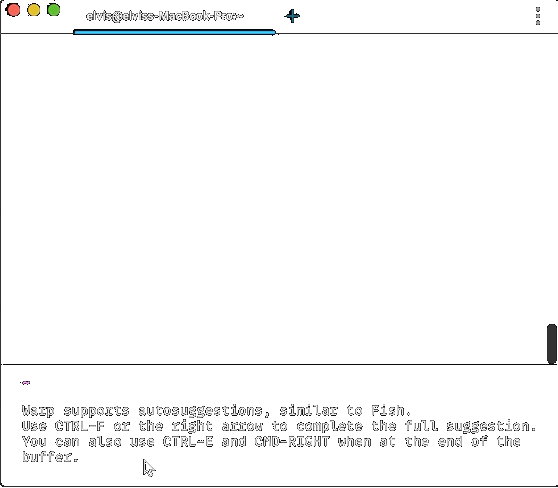 elvis@elviss-MacBook-Pro:~
~
Warp supports autosuggestions, similar to Fish.
Use CTRL-F or the right arrow to complete the full suggestion.
You can also use CTRL-E and CMD-RIGHT when at the end of the
buffer.